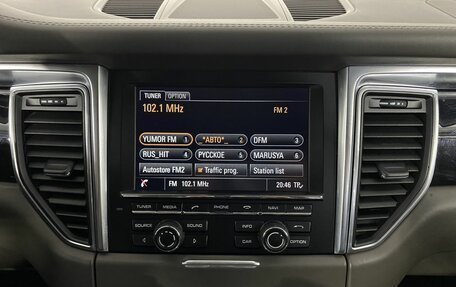 TUNER OPTION
102.1 MHz FM 2
YUMOR FM 1 *АВТО*_ 2 DFM 3
RUS_HIT 4 РУССКОЕ 5 MARUSYA 6
Autostore FM2 Traffic prog. Station list
FM 102.1 MHz 20:46 TP
TUNER MEDIA PHONE NAVI MAP
SOURCE SOUND INFO
CAR OPTION